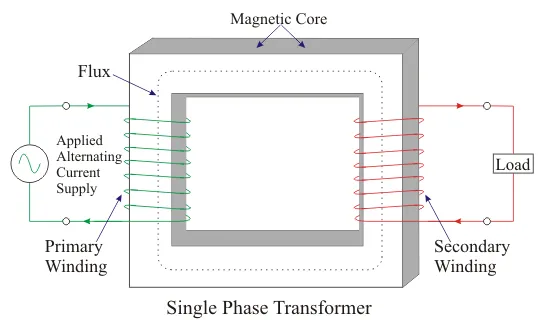 Magnetic Core
Flux
Applied
Alternating
Current
Supply
Load
Primary
Winding
Secondary
Winding
Single Phase Transformer